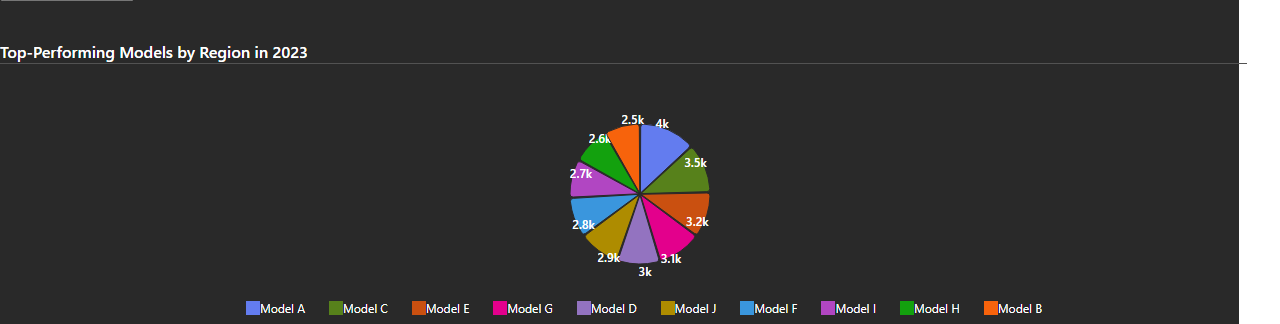 Top-Performing Models by Region in 2023
2.5k 4k
2.6k 3.5k
2.7k
2.8k 3.2k
2.9k 3.1k
3k
Model A Model C Model E Model G Model D Model J Model F Model I Model H Model B